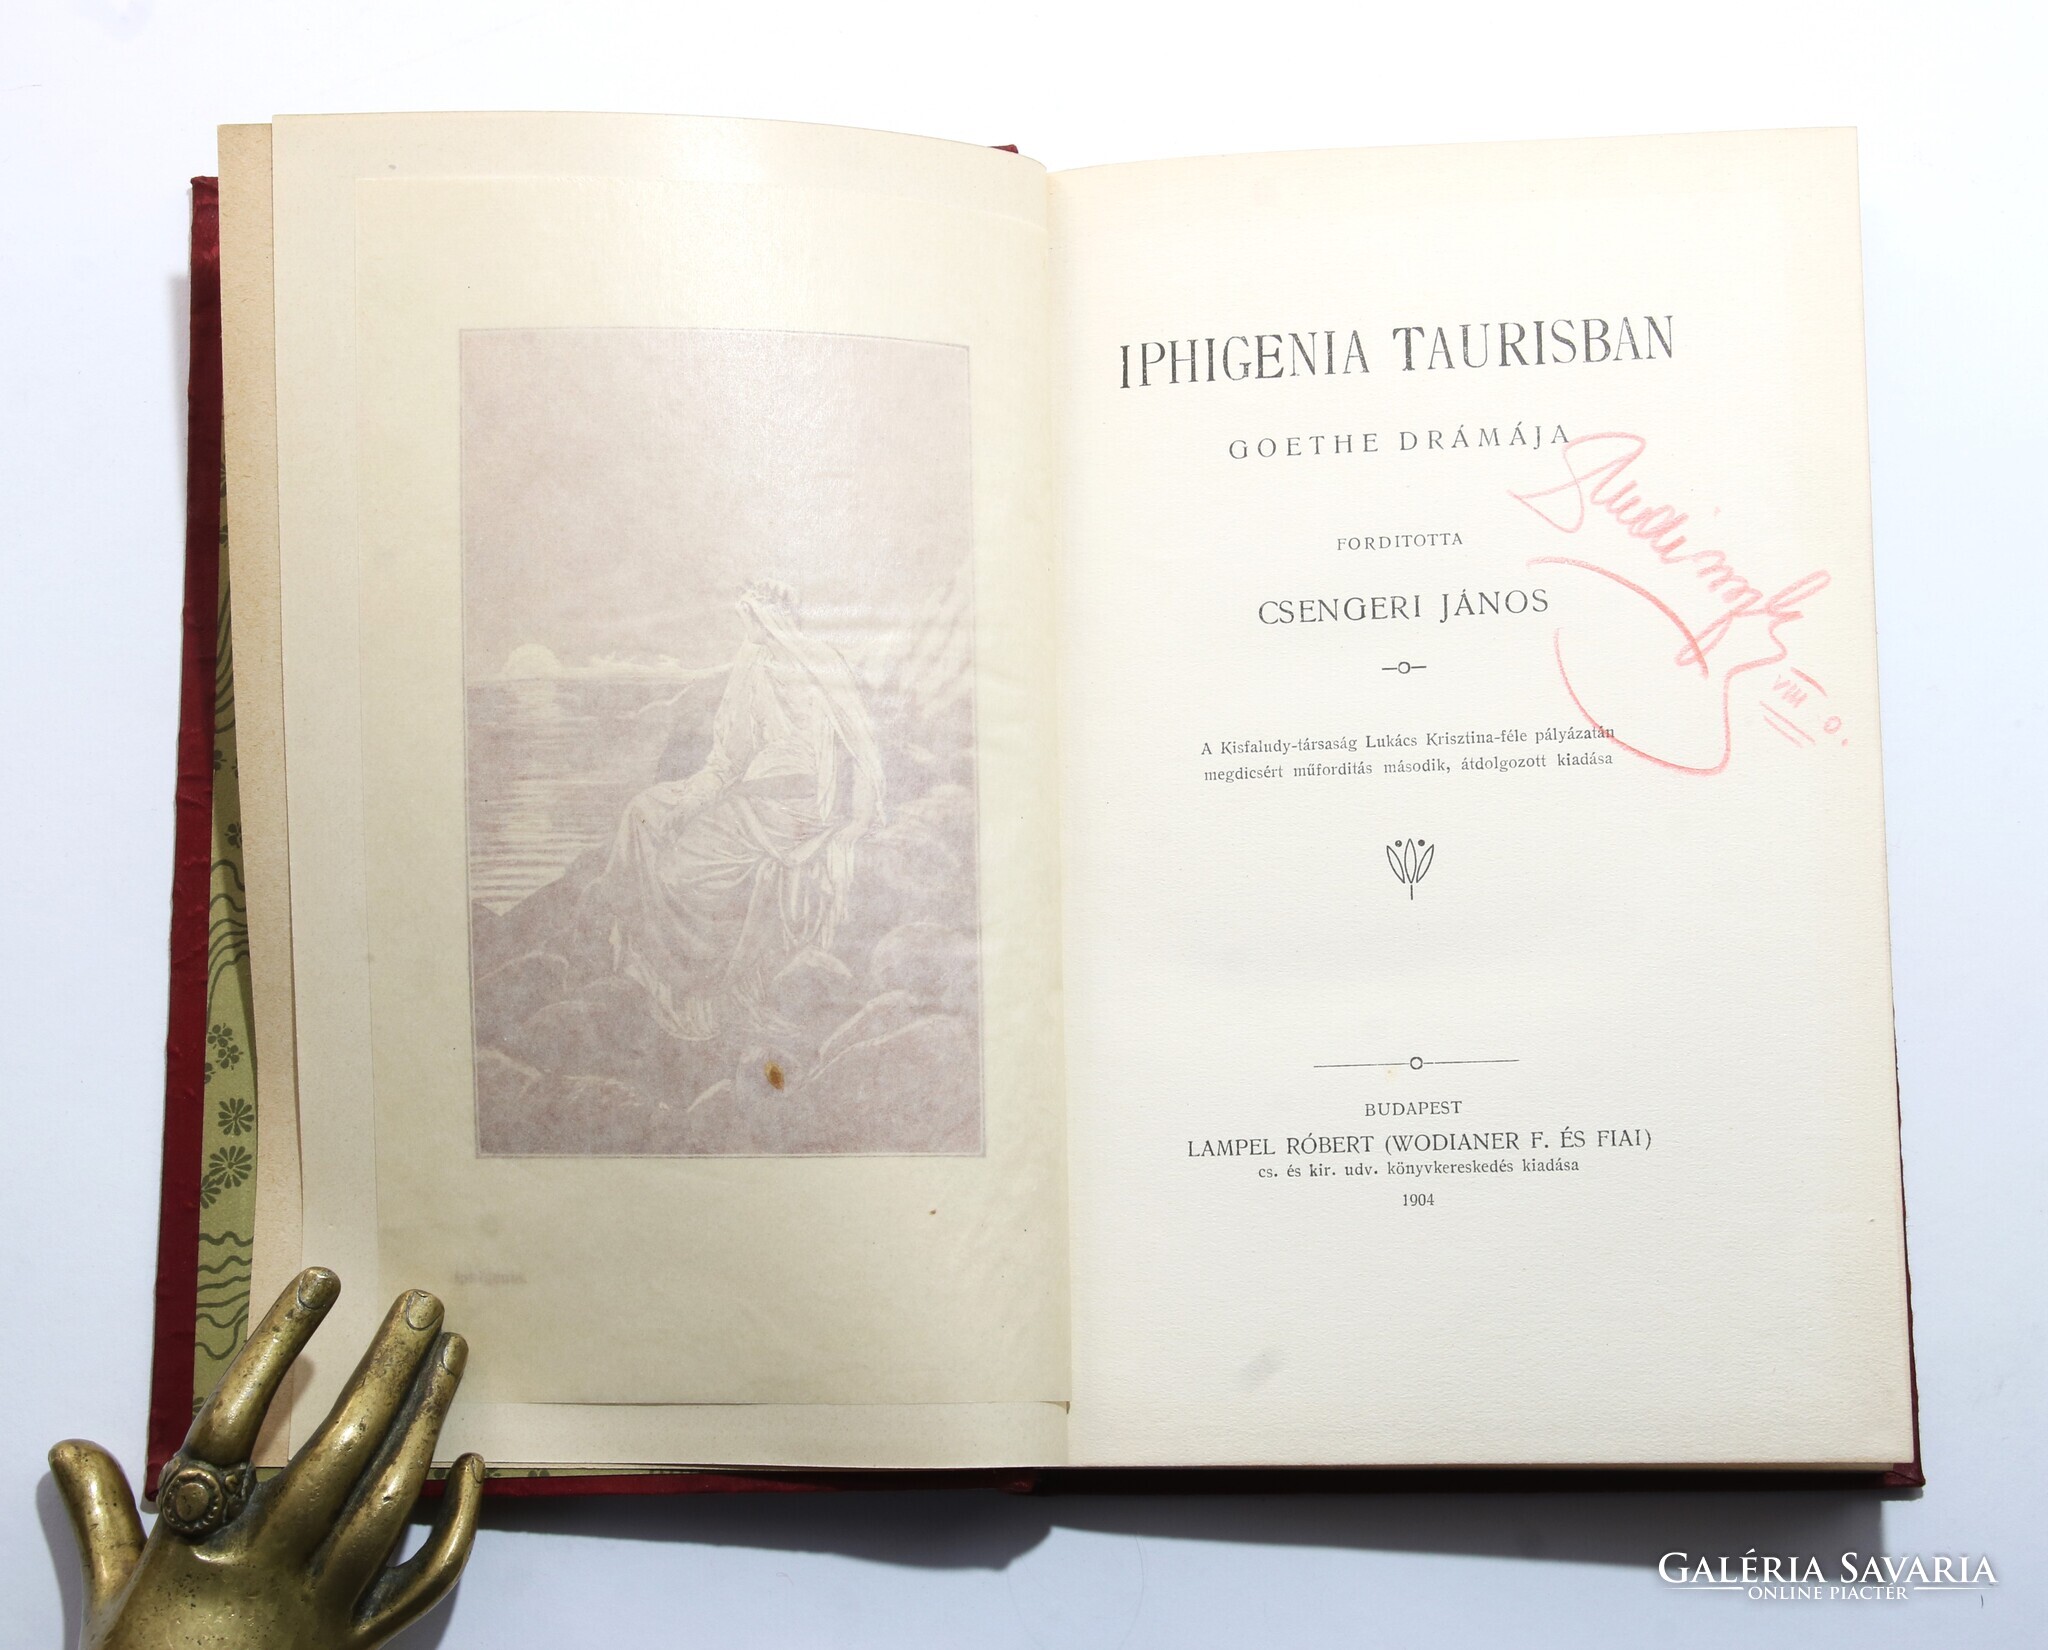 IPHIGENIA TAURISBAN
GOETHE DRÁMÁJA
FORDITOTTA
CSENGERI JÁNOS
A Kisfaludy-társaság Lukács Krisztina-féle pályázatán
megdicsért műforditás második, átdolgozott kiadása
BUDAPEST
LAMPEL RÓBERT (WODIANER F. ÉS FIAI)
cs. és kir. udv. könyvkereskedés kiadása
1904
GALÉRIA SAVARIA
ONLINE PIACTÉR